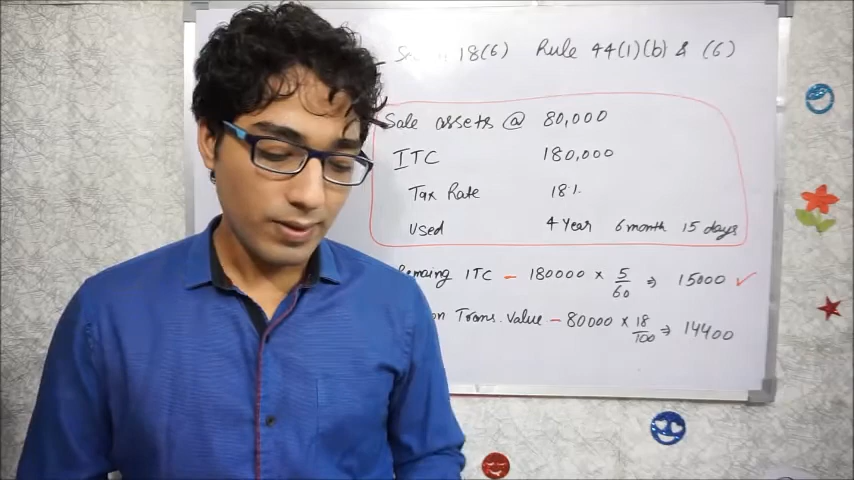 18(6) Rule 44(1)(b) & (6)
Sale assets @ 80,000
ITC 180,000
Tax Rate 18%
Used 4 Year 6 month 15 days
ITC - 180000 × 5/60 ⇒ 15000 ✓
Trans. Value - 80000 × 18/100 ⇒ 14400